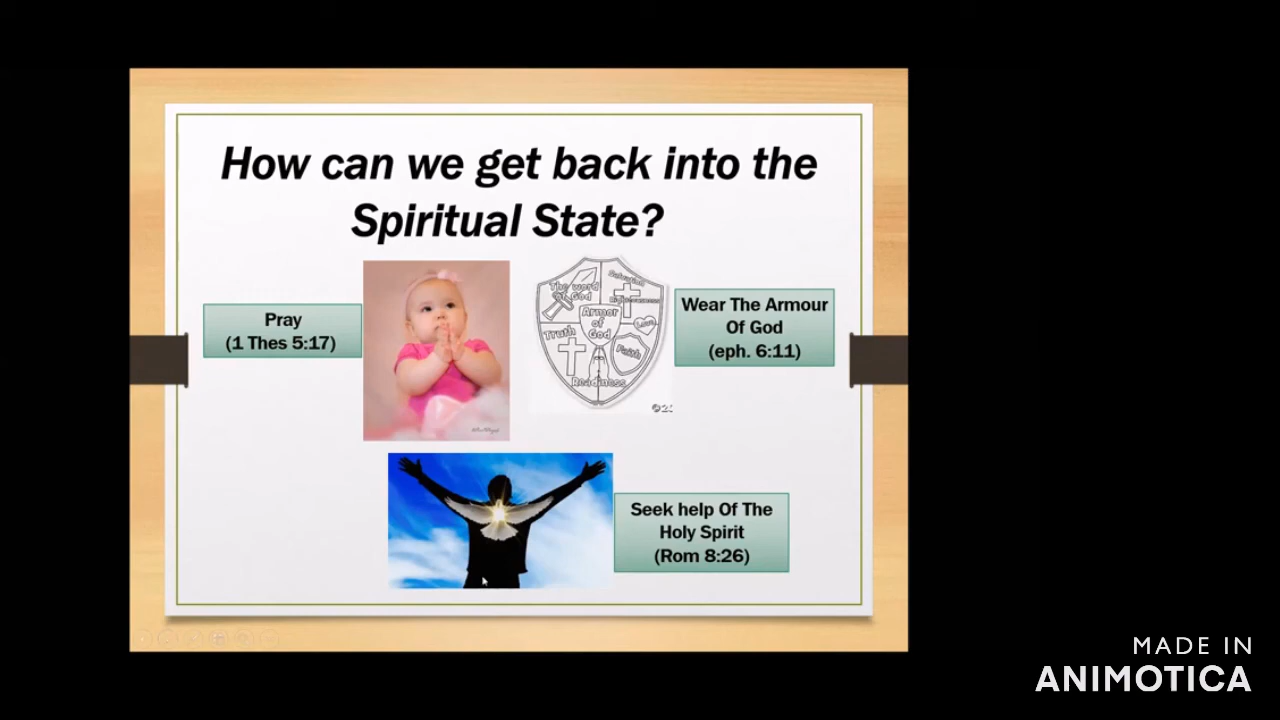 How can we get back into the
Spiritual State?
Pray
(1 Thes 5:17)
The word
of God
Salvation
Righteousness
Armor
of
God
Love
Truth
Faith
Readiness
Wear The Armour
Of God
(eph. 6:11)
Seek help Of The
Holy Spirit
(Rom 8:26)
MADE IN
ANIMOTICA